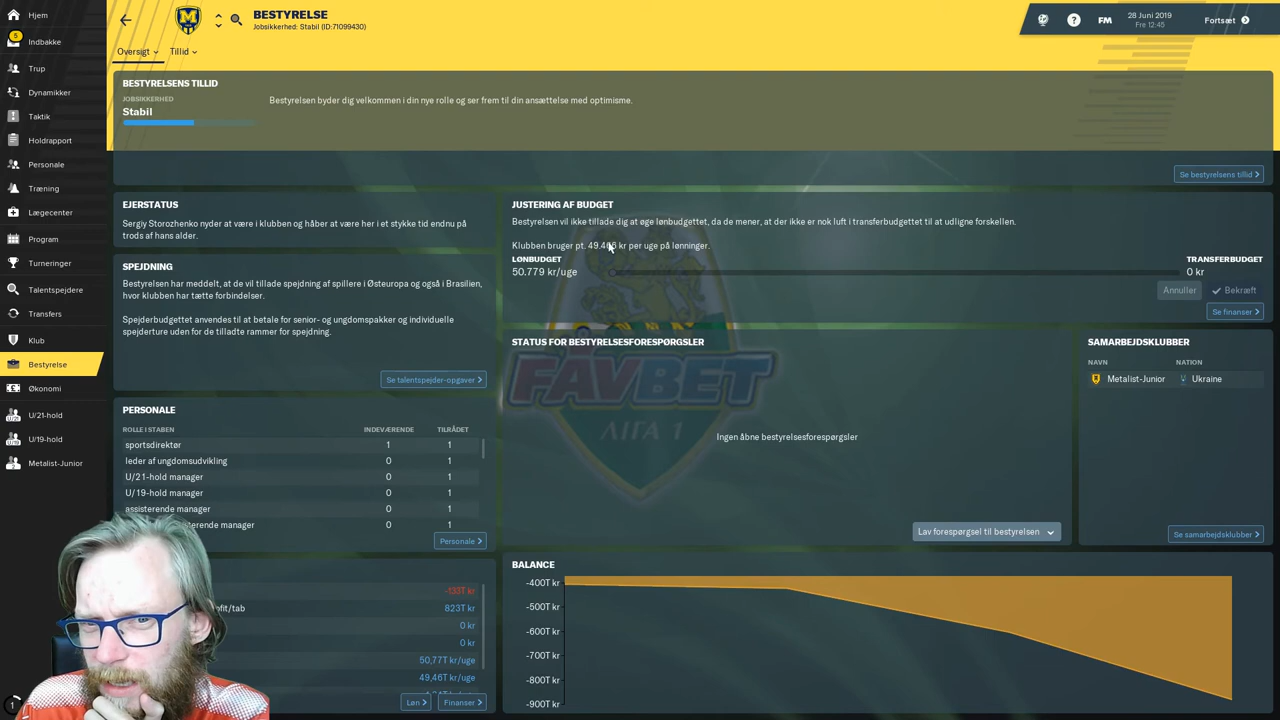 Hjem
5
Indbakke
Trup
Dynamikker
Taktik
Holdrapport
Personale
Træning
Lægecenter
Program
Turneringer
Talentspejdere
Transfers
Klub
Bestyrelse
Økonomi
U/21-hold
U/19-hold
Metalist-Junior
1
BESTYRELSE
Jobsikkerhed: Stabil (ID:71099430)
FM
28 Juni 2019
Fre 12:45
Fortsæt
Oversigt
Tillid
BESTYRELSENS TILLID
JOBSIKKERHED
Stabil
Bestyrelsen byder dig velkommen i din nye rolle og ser frem til din ansættelse med optimisme.
Se bestyrelsens tillid
EJERSTATUS
Sergiy Storozhenko nyder at være i klubben og håber at være her i et stykke tid endnu på
trods af hans alder.
SPEJDNING
Bestyrelsen har meddelt, at de vil tillade spejdning af spillere i Østeuropa og også i Brasilien,
hvor klubben har tætte forbindelser.
Spejderbudgettet anvendes til at betale for senior- og ungdomspakker og individuelle
spejderture uden for de tilladte rammer for spejdning.
Se talentspejder-opgaver
PERSONALE
ROLLE I STABEN INDEVÆRENDE TILRÅDET
sportsdirektør 1 1
leder af ungdomsudvikling 0 1
U/21-hold manager 0 1
U/19-hold manager 0 1
assisterende manager 0 1
sisterende manager 0 1
Personale
-133T kr
ofit/tab 823T kr
0 kr
0 kr
50,77T kr/uge
49,46T kr/uge
Løn
Finanser
JUSTERING AF BUDGET
Bestyrelsen vil ikke tillade dig at øge lønbudgettet, da de mener, at der ikke er nok luft i transferbudgettet til at udligne forskellen.
Klubben bruger pt. kr per uge på lønninger.
LØNBUDGET TRANSFERBUDGET
50.779 kr/uge 0 kr
Annuller
Bekræft
Se finanser
STATUS FOR BESTYRELSESFORESPØRGSLER
FAVBET
ЛІГА 1
Ingen åbne bestyrelsesforespørgsler
Lav forespørgsel til bestyrelsen
SAMARBEJDSKLUBBER
NAVN NATION
Metalist-Junior Ukraine
Se samarbejdsklubber
BALANCE
-400T kr
-500T kr
-600T kr
-700T kr
-800T kr
-900T kr